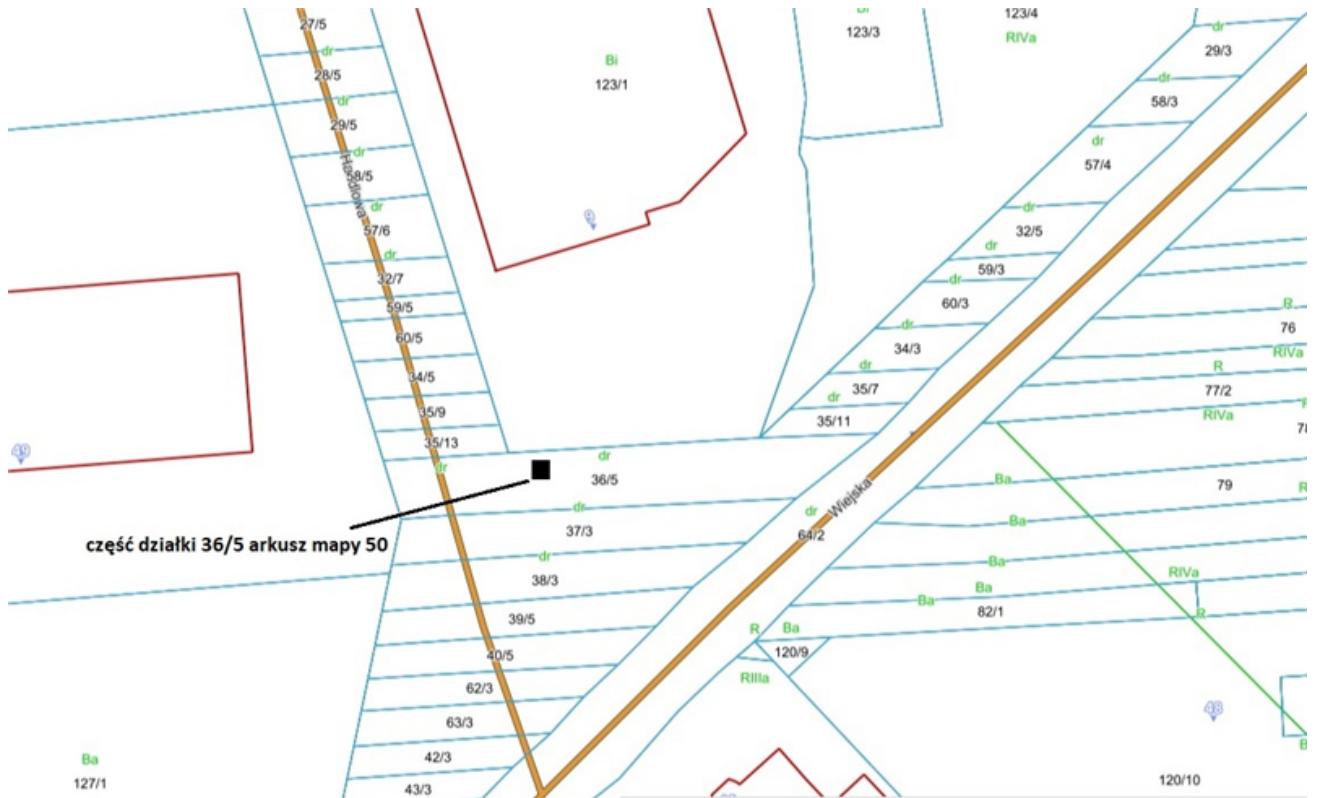 27/5
dr
28/5
dr
29/5
dr
58/5
Handlowa
dr
57/6
dr
32/7
59/5
60/5
34/5
35/9
35/13
dr
Bi
123/1
9
Bi
123/3
123/4
RIVa
dr
29/3
dr
58/3
dr
57/4
dr
32/5
dr
59/3
dr
60/3
dr
34/3
dr
35/7
dr
35/11
R
76
RIVa
R
77/2
RIVa
49
dr
36/5
dr
37/3
część działki 36/5 arkusz mapy 50
dr
38/3
39/5
40/5
62/3
63/3
42/3
43/3
dr
64/2
Wiejska
Ba
79
R
Ba
Ba
Ba
RIVa
Ba
82/1
R
R
Ba
120/9
RIIIa
48
120/10
Ba
127/1